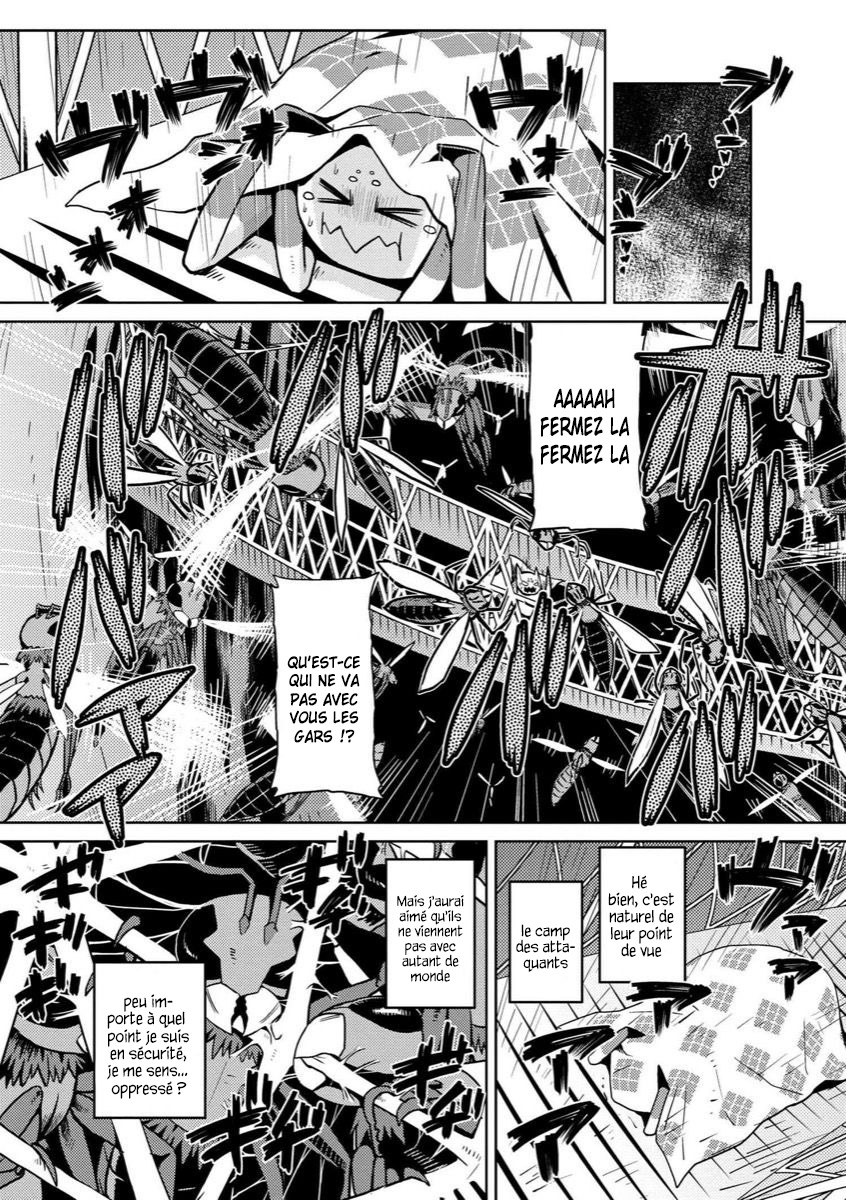 AAAAAH
FERMEZ LA
FERMEZ LA
QU'EST-CE
QUI NE VA
PAS AVEC
VOUS LES
GARS !?
Hé
bien, c'est
naturel de
leur point
de vue
le camp
des atta-
quants
Mais j'aurai
aimé qu'ils
ne viennent
pas avec
autant de
monde
peu im-
porte à quel
point je suis
en sécurité,
je me sens...
oppressé ?